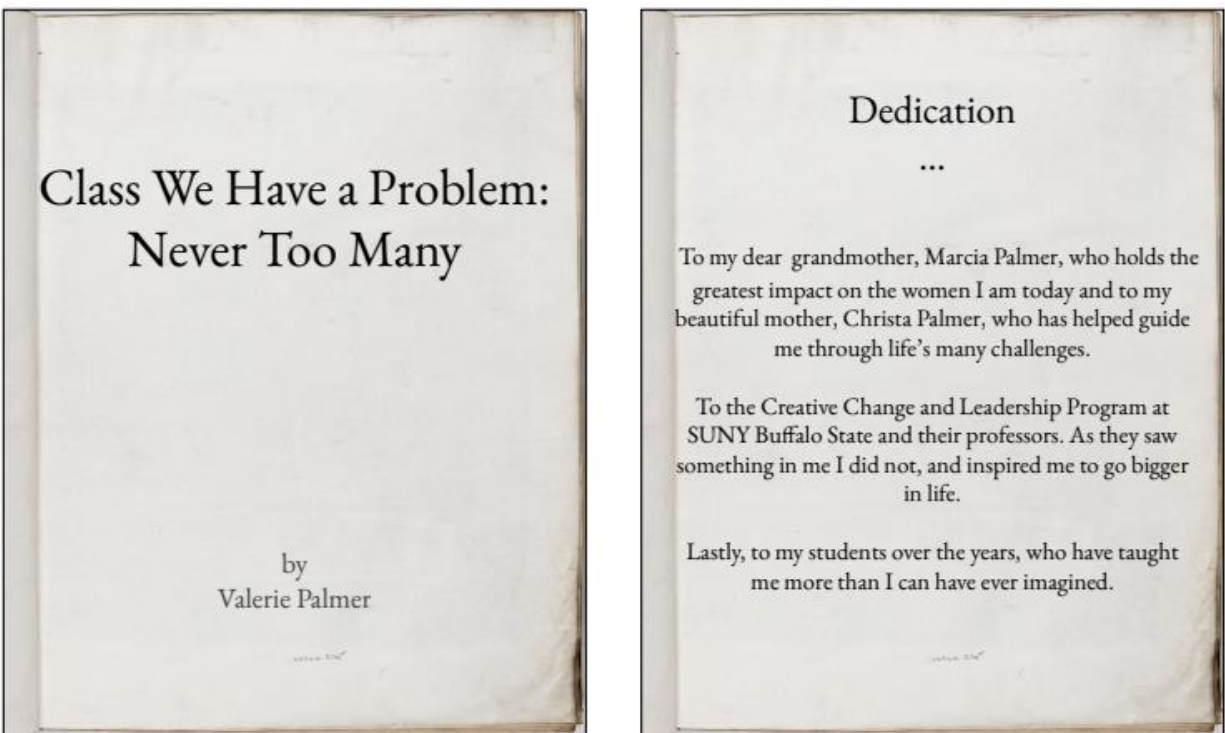 Class We Have a Problem:
Never Too Many
by
Valerie Palmer
Dedication
...
To my dear grandmother, Marcia Palmer, who holds the
greatest impact on the women I am today and to my
beautiful mother, Christa Palmer, who has helped guide
me through life's many challenges.
To the Creative Change and Leadership Program at
SUNY Buffalo State and their professors. As they saw
something in me I did not, and inspired me to go bigger
in life.
Lastly, to my students over the years, who have taught
me more than I can have ever imagined.